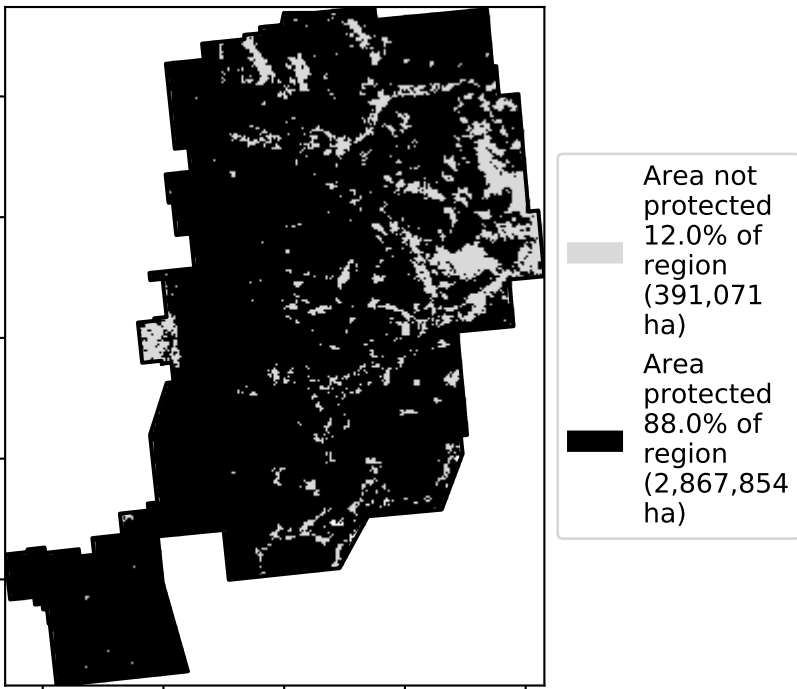 Area not
protected
12.0% of
region
(391,071
ha)
Area
protected
88.0% of
region
(2,867,854
ha)